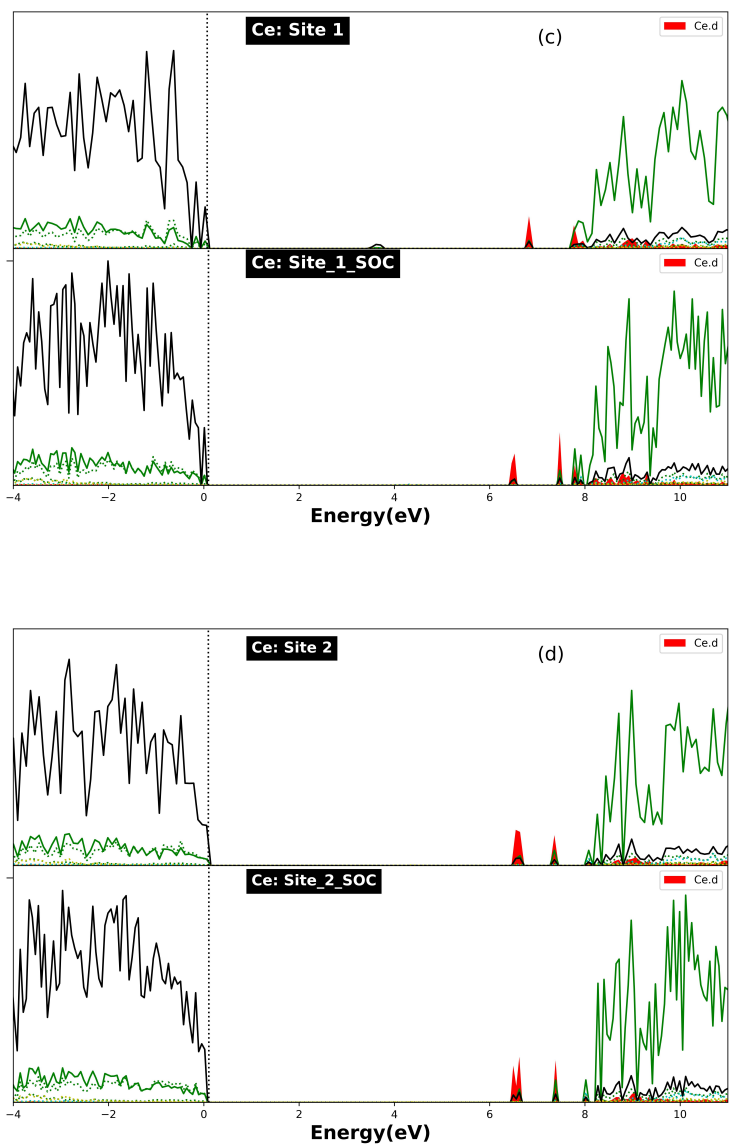 Ce: Site 1
(c)
Ce.d
Ce: Site_1_SOC
Ce.d
−4 −2 0 2 4 6 8 10
Energy(eV)
Ce: Site 2
(d)
Ce.d
Ce: Site_2_SOC
Ce.d
−4 −2 0 2 4 6 8 10
Energy(eV)